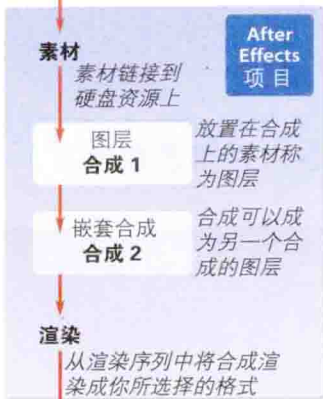 After
Effects
项目
素材
素材链接到
硬盘资源上
图层
合成 1
放置在合成
上的素材称
为图层
嵌套合成
合成 2
合成可以成
为另一个合
成的图层
渲染
从渲染序列中将合成渲
染成你所选择的格式